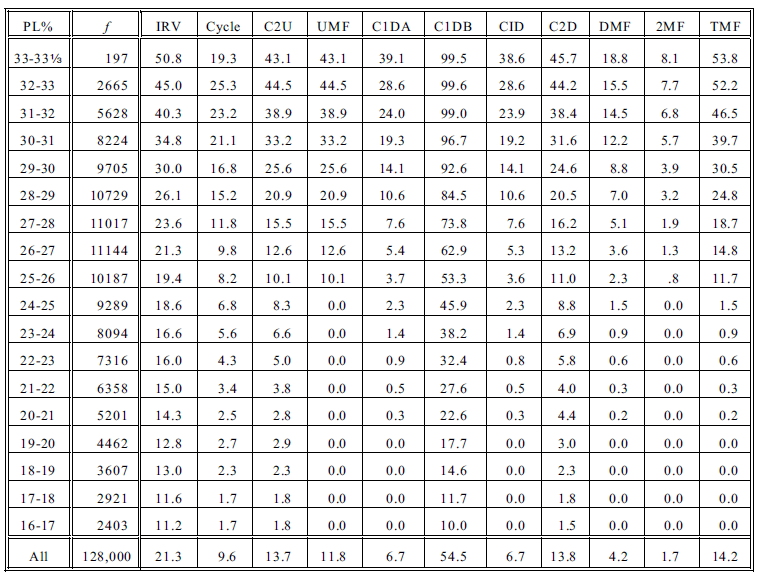 PL% f IRV Cycle C2U UMF C1DA C1DB CID C2D DMF 2MF TMF
33-33⅓ 197 50.8 19.3 43.1 43.1 39.1 99.5 38.6 45.7 18.8 8.1 53.8
32-33 2665 45.0 25.3 44.5 44.5 28.6 99.6 28.6 44.2 15.5 7.7 52.2
31-32 5628 40.3 23.2 38.9 38.9 24.0 99.0 23.9 38.4 14.5 6.8 46.5
30-31 8224 34.8 21.1 33.2 33.2 19.3 96.7 19.2 31.6 12.2 5.7 39.7
29-30 9705 30.0 16.8 25.6 25.6 14.1 92.6 14.1 24.6 8.8 3.9 30.5
28-29 10729 26.1 15.2 20.9 20.9 10.6 84.5 10.6 20.5 7.0 3.2 24.8
27-28 11017 23.6 11.8 15.5 15.5 7.6 73.8 7.6 16.2 5.1 1.9 18.7
26-27 11144 21.3 9.8 12.6 12.6 5.4 62.9 5.3 13.2 3.6 1.3 14.8
25-26 10187 19.4 8.2 10.1 10.1 3.7 53.3 3.6 11.0 2.3 .8 11.7
24-25 9289 18.6 6.8 8.3 0.0 2.3 45.9 2.3 8.8 1.5 0.0 1.5
23-24 8094 16.6 5.6 6.6 0.0 1.4 38.2 1.4 6.9 0.9 0.0 0.9
22-23 7316 16.0 4.3 5.0 0.0 0.9 32.4 0.8 5.8 0.6 0.0 0.6
21-22 6358 15.0 3.4 3.8 0.0 0.5 27.6 0.5 4.0 0.3 0.0 0.3
20-21 5201 14.3 2.5 2.8 0.0 0.3 22.6 0.3 4.4 0.2 0.0 0.2
19-20 4462 12.8 2.7 2.9 0.0 0.0 17.7 0.0 3.0 0.0 0.0 0.0
18-19 3607 13.0 2.3 2.3 0.0 0.0 14.6 0.0 2.3 0.0 0.0 0.0
17-18 2921 11.6 1.7 1.8 0.0 0.0 11.7 0.0 1.8 0.0 0.0 0.0
16-17 2403 11.2 1.7 1.8 0.0 0.0 10.0 0.0 1.5 0.0 0.0 0.0
All 128,000 21.3 9.6 13.7 11.8 6.7 54.5 6.7 13.8 4.2 1.7 14.2